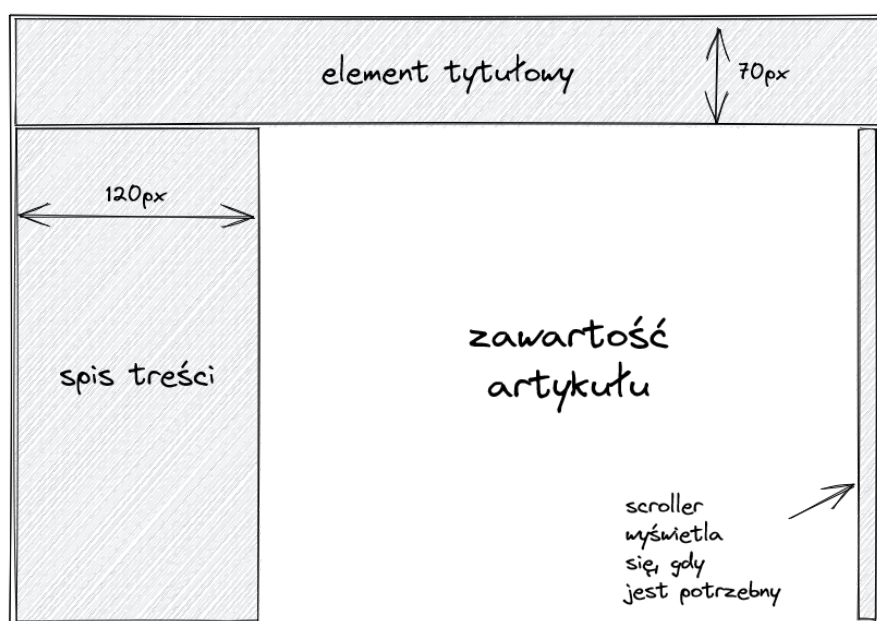 element tytułowy
70px
120px
spis treści
zawartość
artykułu
scroller
wyświetla
się, gdy
jest potrzebny